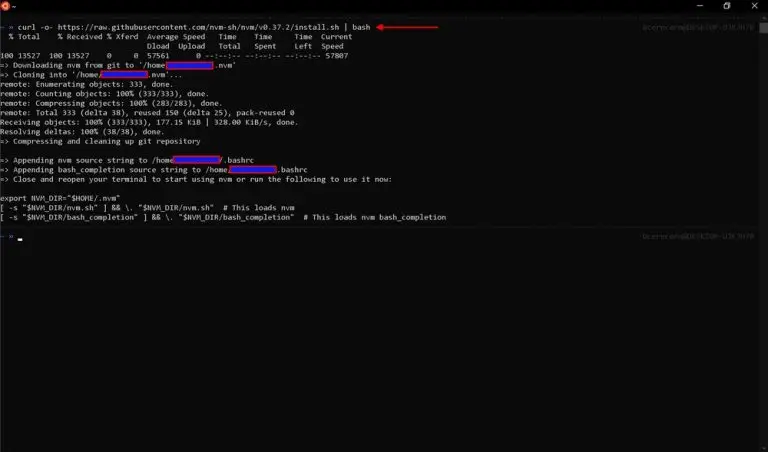 ~ » curl -o- https://raw.githubusercontent.com/nvm-sh/nvm/v0.37.2/install.sh | bash
% Total % Received % Xferd Average Speed Time Time Time Current
Dload Upload Total Spent Left Speed
100 13527 100 13527 0 0 57561 0 --:--:-- --:--:-- --:--:-- 57807
=> Downloading nvm from git to '/home .nvm'
=> Cloning into '/home/ .nvm'...
remote: Enumerating objects: 333, done.
remote: Counting objects: 100% (333/333), done.
remote: Compressing objects: 100% (283/283), done.
remote: Total 333 (delta 38), reused 150 (delta 25), pack-reused 0
Receiving objects: 100% (333/333), 177.15 KiB | 328.00 KiB/s, done.
Resolving deltas: 100% (38/38), done.
=> Compressing and cleaning up git repository
=> Appending nvm source string to /home /.bashrc
=> Appending bash_completion source string to /home/ .bashrc
=> Close and reopen your terminal to start using nvm or run the following to use it now:
export NVM_DIR="$HOME/.nvm"
[ -s "$NVM_DIR/nvm.sh" ] && \. "$NVM_DIR/nvm.sh" # This loads nvm
[ -s "$NVM_DIR/bash_completion" ] && \. "$NVM_DIR/bash_completion" # This loads nvm bash_completion
~ »